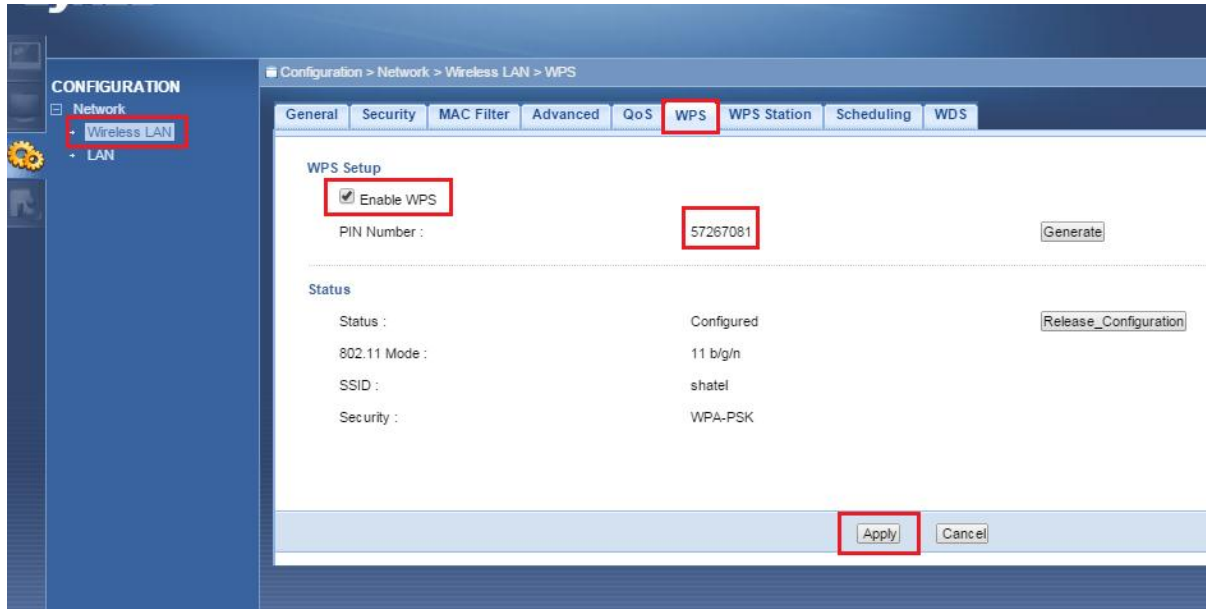 CONFIGURATION
Network
Wireless LAN
LAN
Configuration > Network > Wireless LAN > WPS
General Security MAC Filter Advanced QoS WPS WPS Station Scheduling WDS
WPS Setup
Enable WPS
PIN Number : 57267081 Generate
Status
Status : Configured Release_Configuration
802.11 Mode : 11 b/g/n
SSID : shatel
Security : WPA-PSK
Apply Cancel